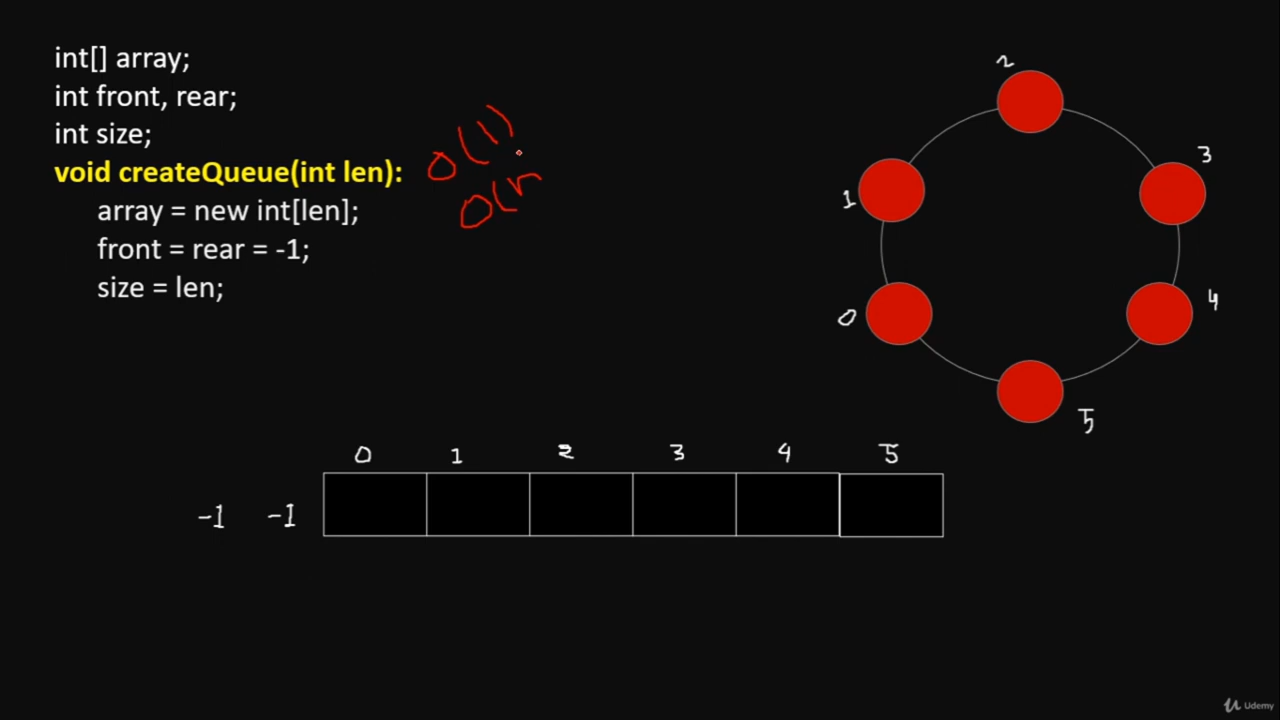 int[] array;
int front, rear;
int size;
void createQueue(int len):
array = new int[len];
front = rear = -1;
size = len;
O(1)
O(n
2
3
1
4
0
5
0 1 2 3 4 5
-1 -1
Udemy